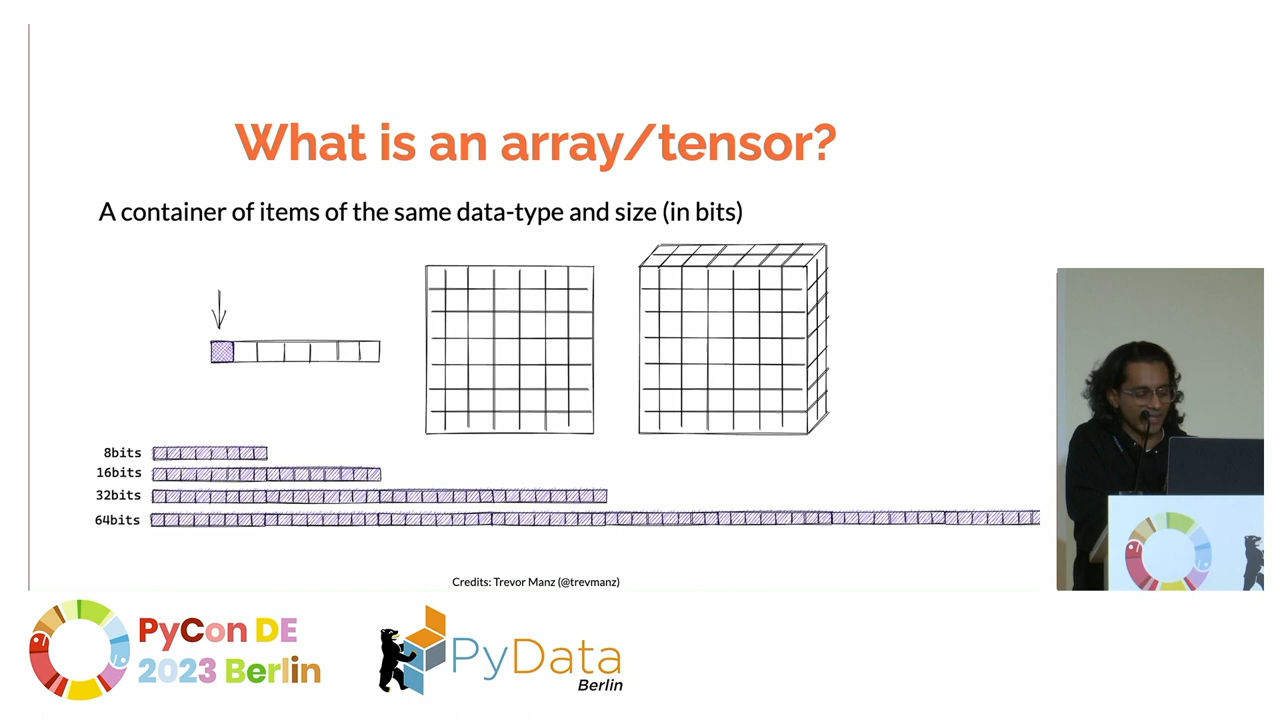 What is an array/tensor?
A container of items of the same data-type and size (in bits)
8bits
16bits
32bits
64bits
Credits: Trevor Manz (@trevmanz)
PyCon DE
2023 Berlin
PyData
Berlin